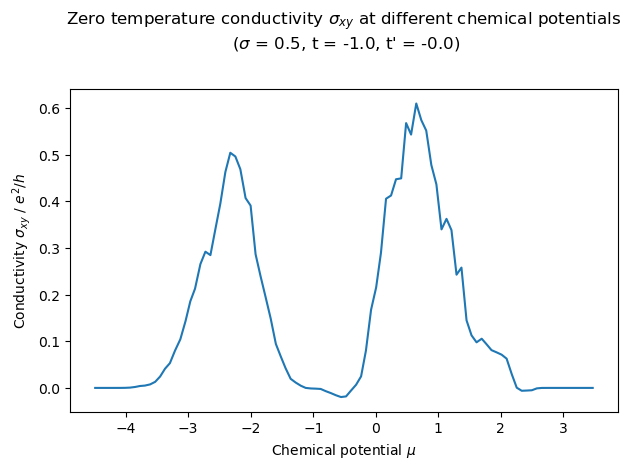 Zero temperature conductivity σxy at different chemical potentials
(σ = 0.5, t = -1.0, t' = -0.0)
0.6
0.5
0.4
0.3
0.2
0.1
0.0
Conductivity σxy / e²/h
−4 −3 −2 −1 0 1 2 3
Chemical potential μ